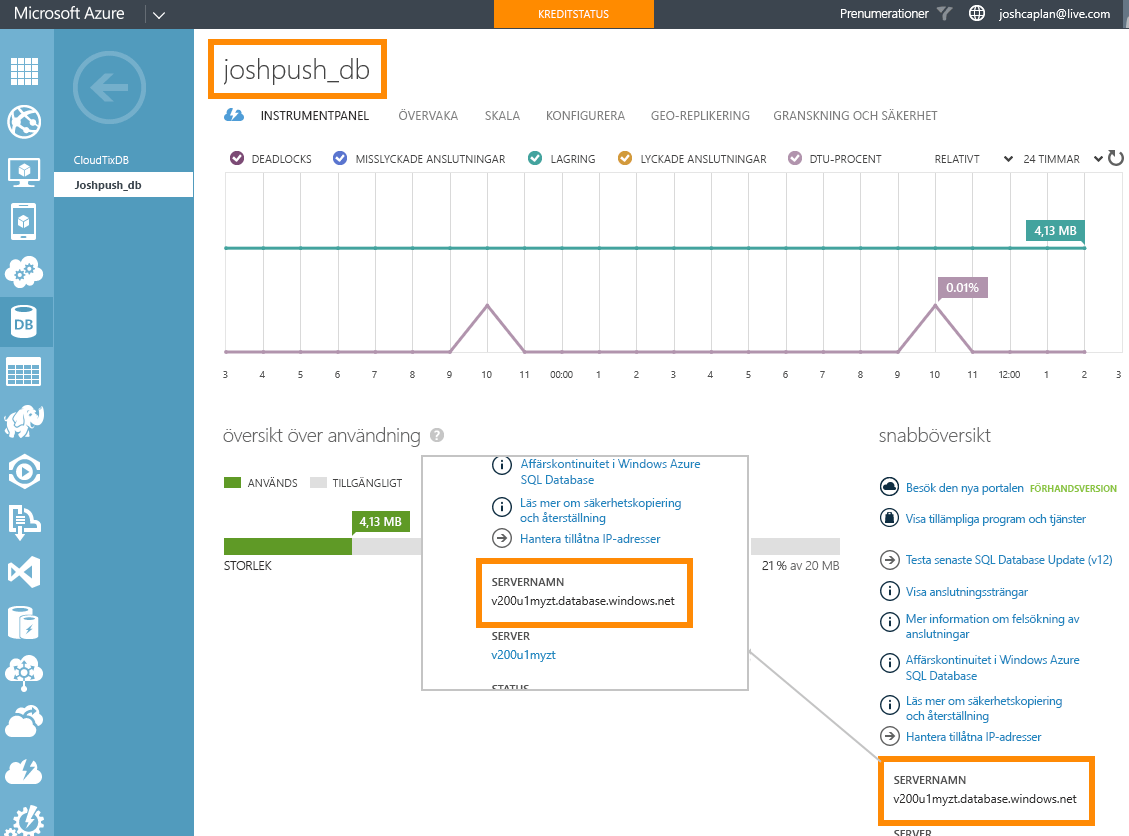 Microsoft Azure
KREDITSTATUS
Prenumerationer
joshcaplan@live.com
joshpush_db
CloudTixDB
Joshpush_db
DB
INSTRUMENTPANEL ÖVERVAKA SKALA KONFIGURERA GEO-REPLIKERING GRANSKNING OCH SÄKERHET
DEADLOCKS MISSLYCKADE ANSLUTNINGAR LAGRING LYCKADE ANSLUTNINGAR DTU-PROCENT RELATIVT 24 TIMMAR
4,13 MB
0.01%
3 4 5 6 7 8 9 10 11 00:00 1 2 3 4 5 6 7 8 9 10 11 12:00 1 2 3
översikt över användning ?
ANVÄNDS TILLGÄNGLIGT
4,13 MB
STORLEK
21 % av 20 MB
Affärskontinuitet i Windows Azure
SQL Database
Läs mer om säkerhetskopiering
och återställning
Hantera tillåtna IP-adresser
SERVERNAMN
v200u1myzt.database.windows.net
SERVER
v200u1myzt
STATUS
snabböversikt
Besök den nya portalen FÖRHANDSVERSION
Visa tillämpliga program och tjänster
Testa senaste SQL Database Update (v12)
Visa anslutningssträngar
Mer information om felsökning av
anslutningar
Affärskontinuitet i Windows Azure
SQL Database
Läs mer om säkerhetskopiering
och återställning
Hantera tillåtna IP-adresser
SERVERNAMN
v200u1myzt.database.windows.net
SERVER